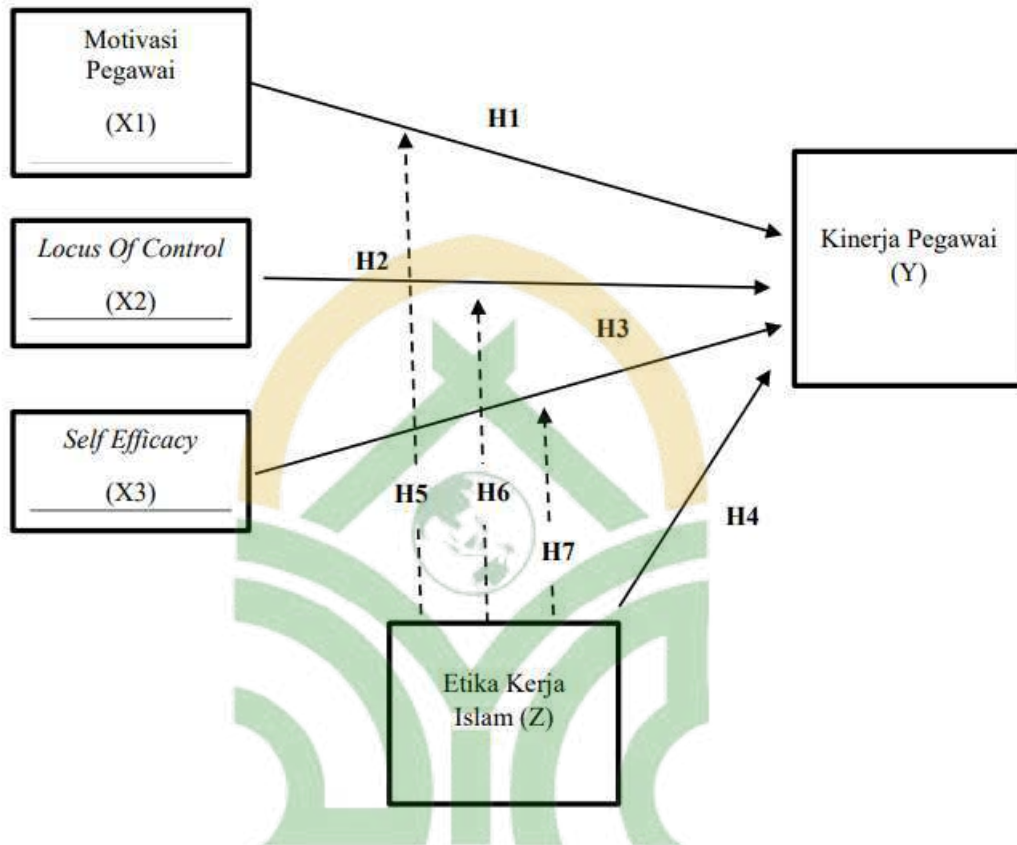 Motivasi
Pegawai
(X1)
H1
Kinerja Pegawai
(Y)
Locus Of Control
(X2)
H2
H3
Self Efficacy
(X3)
H5
H6
H7
H4
Etika Kerja
Islam (Z)